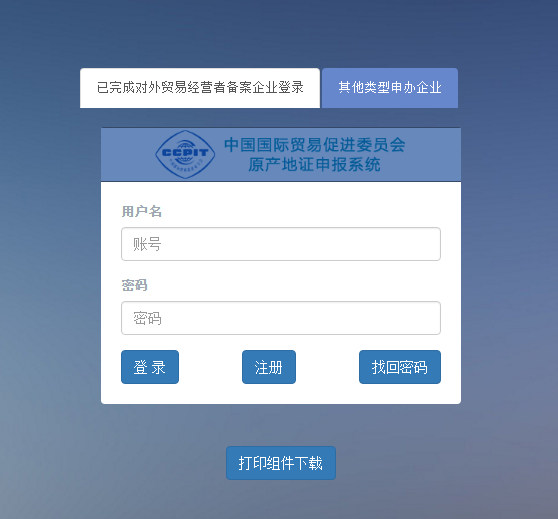 已完成对外贸易经营者备案企业登录
其他类型申办企业
CCPIT
中国国际贸易促进委员会
原产地证申报系统
用户名
账号
密码
密码
登 录
注册
找回密码
打印组件下载